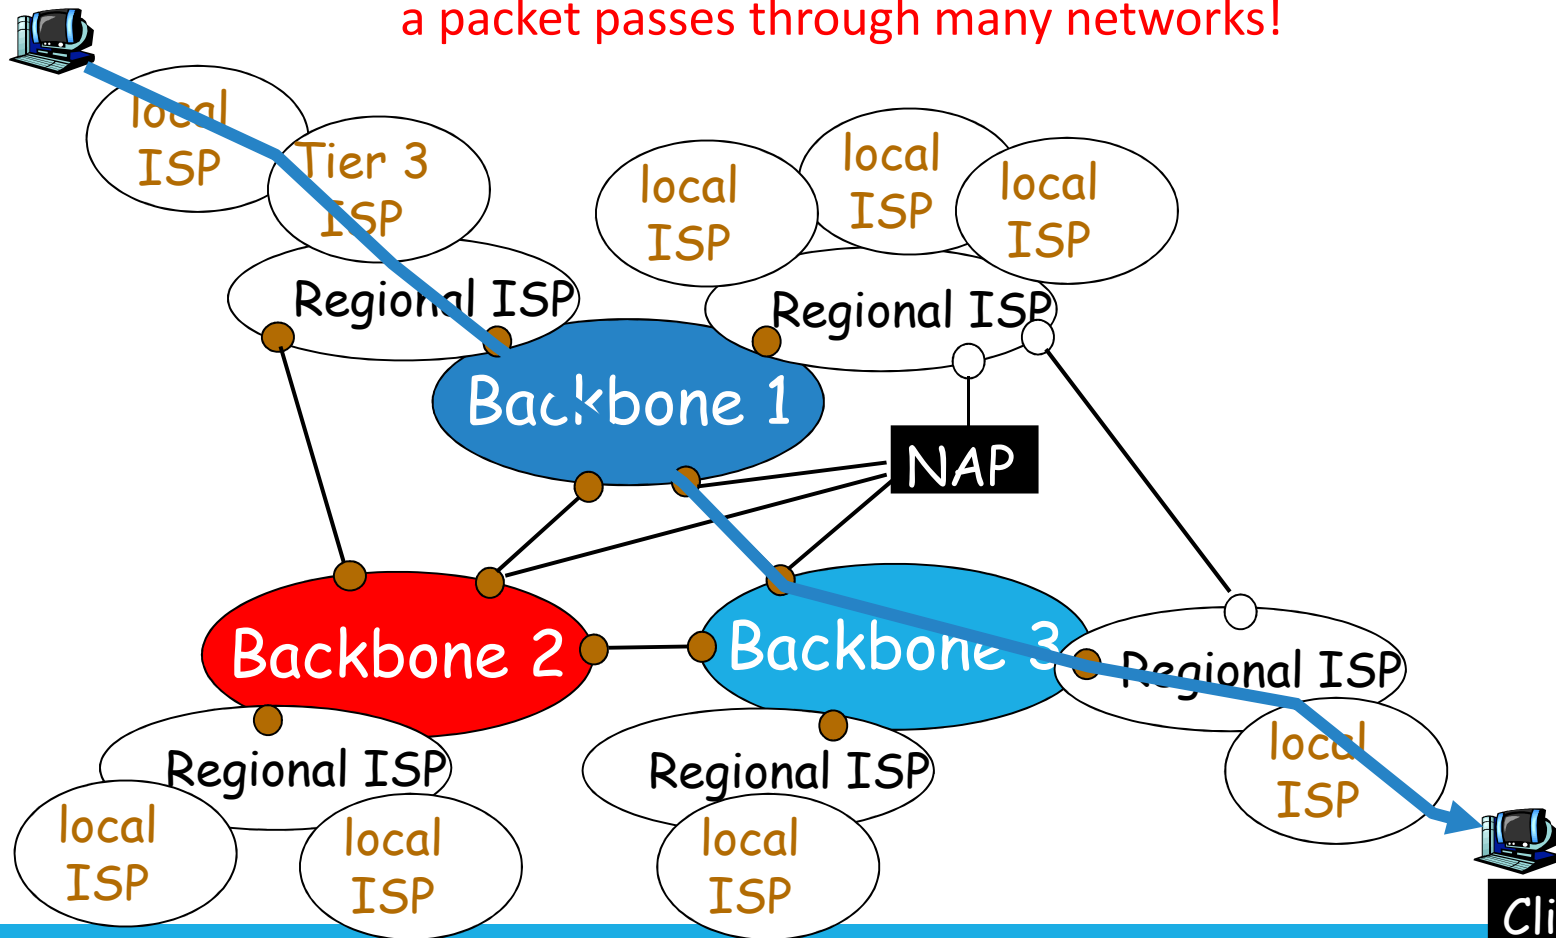 a packet passes through many networks!
local
ISP
Tier 3
ISP
local
ISP
local
ISP
local
ISP
Regional ISP
Regional ISP
Backbone 1
NAP
Backbone 2
Backbone 3
Regional ISP
Regional ISP
Regional ISP
local
ISP
local
ISP
local
ISP
local
ISP
Cli